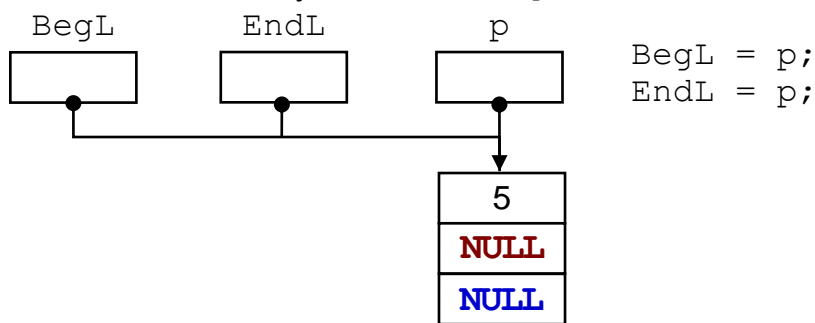 BegL EndL p
BegL = p;
EndL = p;
5
NULL
NULL